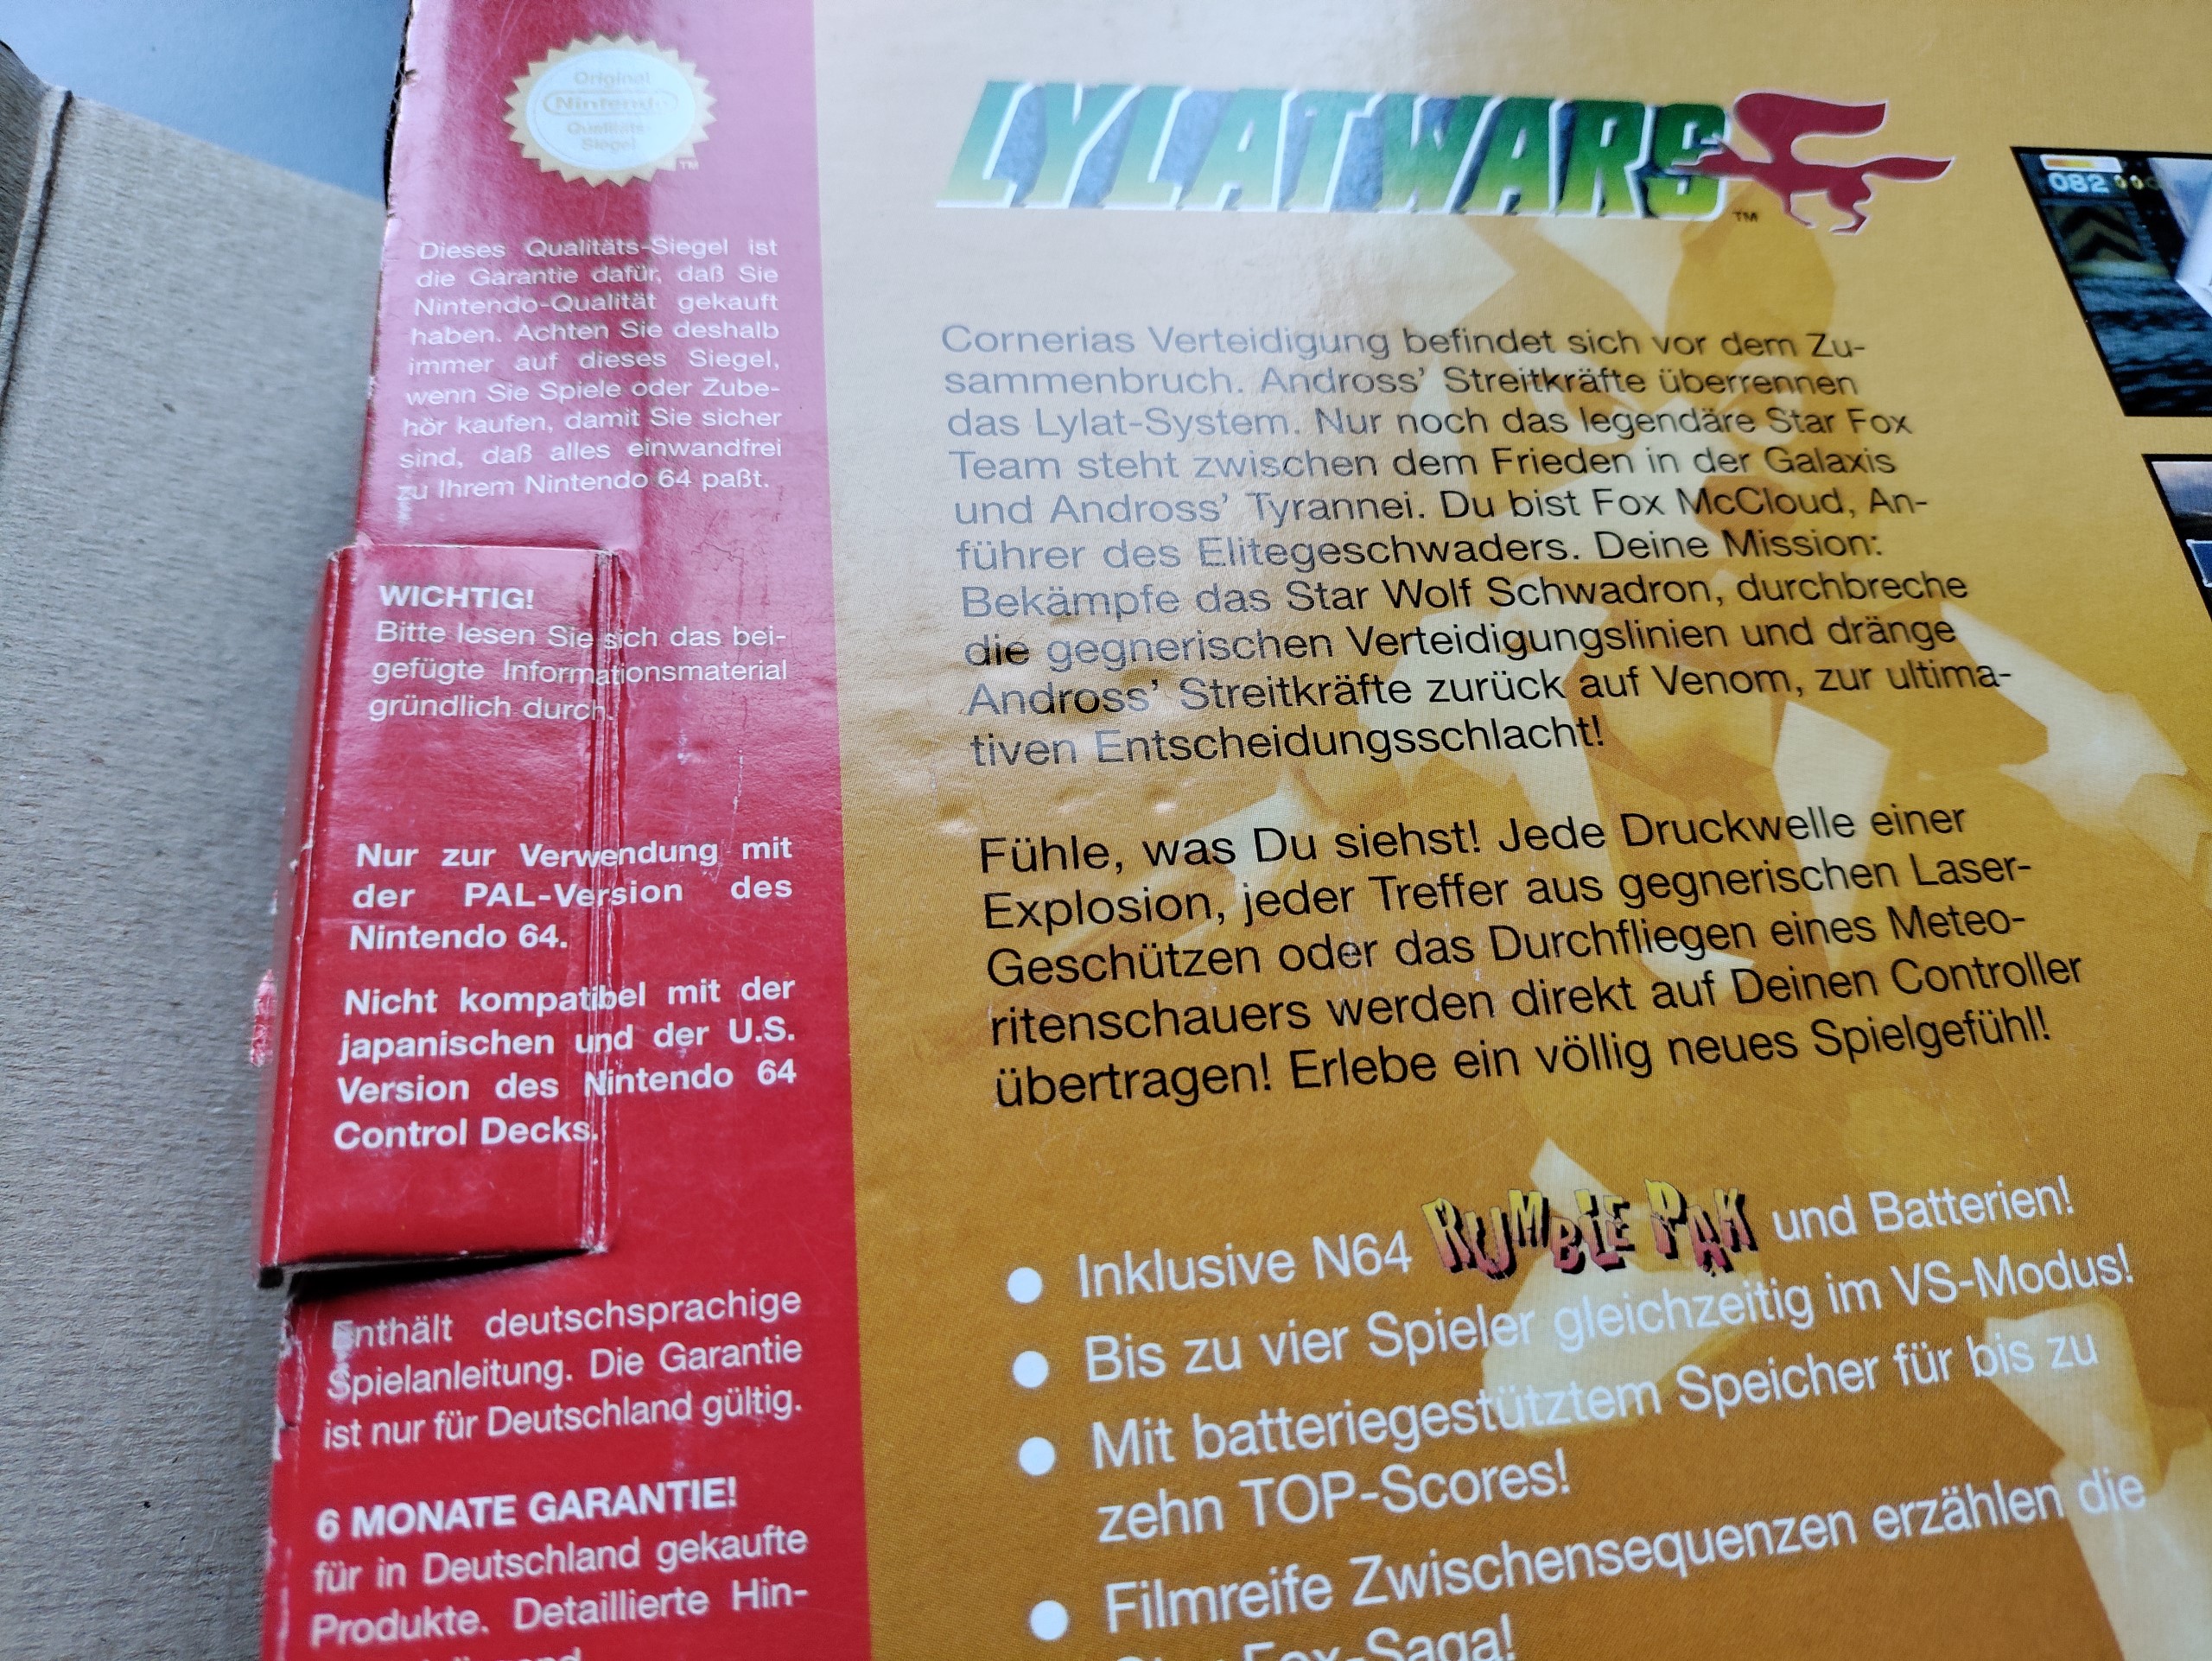 Original
Nintendo
Qualitäts-
Siegel
TM
Dieses Qualitäts-Siegel ist
die Garantie dafür, daß Sie
Nintendo-Qualität gekauft
haben. Achten Sie deshalb
immer auf dieses Siegel,
wenn Sie Spiele oder Zube-
hör kaufen, damit Sie sicher
sind, daß alles einwandfrei
zu Ihrem Nintendo 64 paßt.
WICHTIG!
Bitte lesen Sie sich das bei-
gefügte Informationsmaterial
gründlich durch.
Nur zur Verwendung mit
der PAL-Version des
Nintendo 64.
Nicht kompatibel mit der
japanischen und der U.S.
Version des Nintendo 64
Control Decks.
Enthält deutschsprachige
Spielanleitung. Die Garantie
ist nur für Deutschland gültig.
6 MONATE GARANTIE!
für in Deutschland gekaufte
Produkte. Detaillierte Hin-
LYLAT WARS
TM
Cornerias Verteidigung befindet sich vor dem Zu-
sammenbruch. Andross' Streitkräfte überrennen
das Lylat-System. Nur noch das legendäre Star Fox
Team steht zwischen dem Frieden in der Galaxis
und Andross' Tyrannei. Du bist Fox McCloud, An-
führer des Elitegeschwaders. Deine Mission:
Bekämpfe das Star Wolf Schwadron, durchbreche
die gegnerischen Verteidigungslinien und dränge
Andross' Streitkräfte zurück auf Venom, zur ultima-
tiven Entscheidungsschlacht!
Fühle, was Du siehst! Jede Druckwelle einer
Explosion, jeder Treffer aus gegnerischen Laser-
Geschützen oder das Durchfliegen eines Meteo-
ritenschauers werden direkt auf Deinen Controller
übertragen! Erlebe ein völlig neues Spielgefühl!
● Inklusive N64 RUMBLE PAK und Batterien!
● Bis zu vier Spieler gleichzeitig im VS-Modus!
● Mit batteriegestütztem Speicher für bis zu
zehn TOP-Scores!
● Filmreife Zwischensequenzen erzählen die
Star Fox-Saga!
082